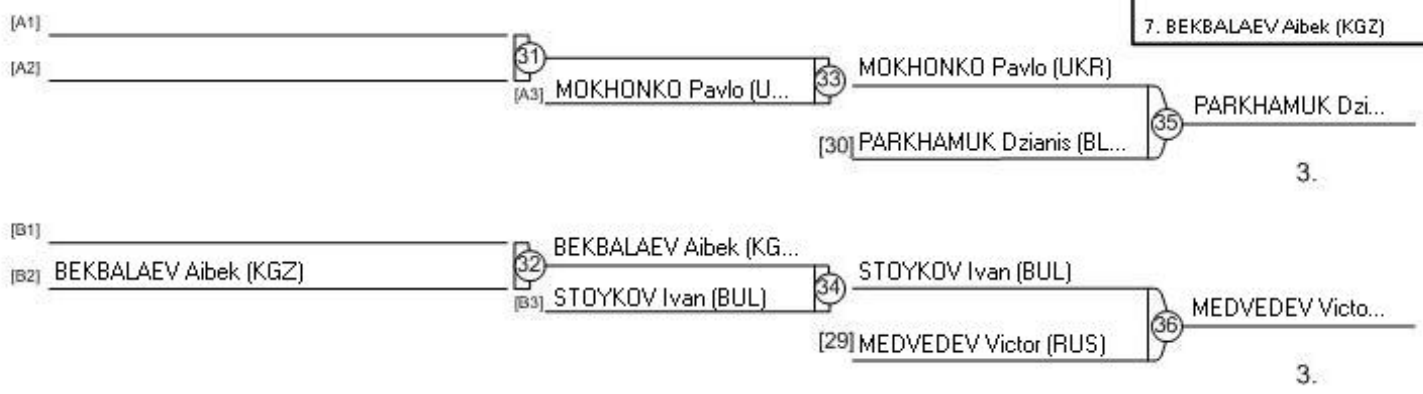 [A1]
7. BEKBALAEV Aibek (KGZ)
31
[A2]
33
MOKHONKO Pavlo (UKR)
[A3] MOKHONKO Pavlo (U...
35
PARKHAMUK Dzi...
[30] PARKHAMUK Dzianis (BL...
3.
[B1]
BEKBALAEV Aibek (KG...
[B2] BEKBALAEV Aibek (KGZ)
32
STOYKOV Ivan (BUL)
34
[B3] STOYKOV Ivan (BUL)
MEDVEDEV Victo...
36
[29] MEDVEDEV Victor (RUS)
3.